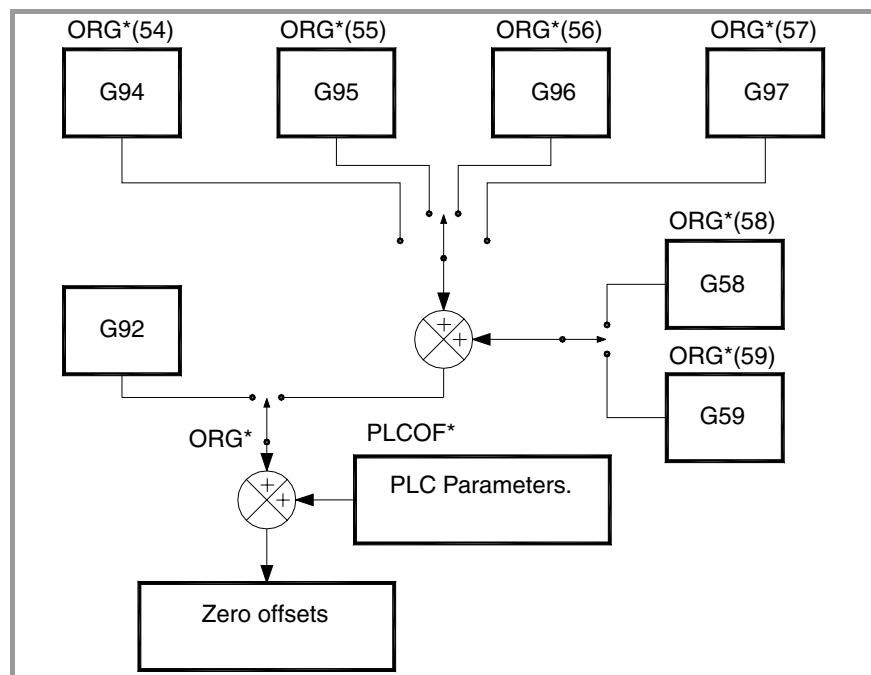 ORG*(54) ORG*(55) ORG*(56) ORG*(57)
G94 G95 G96 G97
ORG*(58)
G58
G92
+
+
ORG*(59)
G59
ORG*
PLCOF*
PLC Parameters.
+
+
Zero offsets